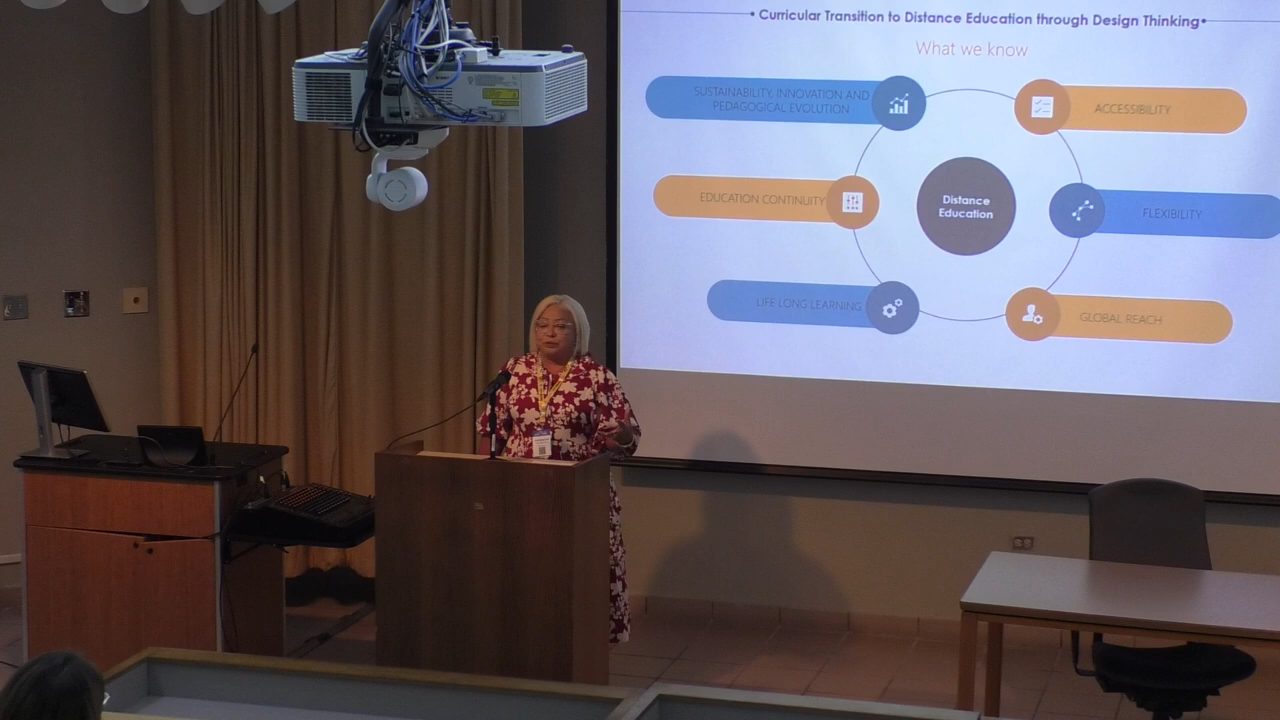 • Curricular Transition to Distance Education through Design Thinking•
What we know
SUSTAINABILITY, INNOVATION AND
PEDAGOGICAL EVOLUTION
ACCESSIBILITY
EDUCATION CONTINUITY
Distance
Education
FLEXIBILITY
LIFE LONG LEARNING
GLOBAL REACH